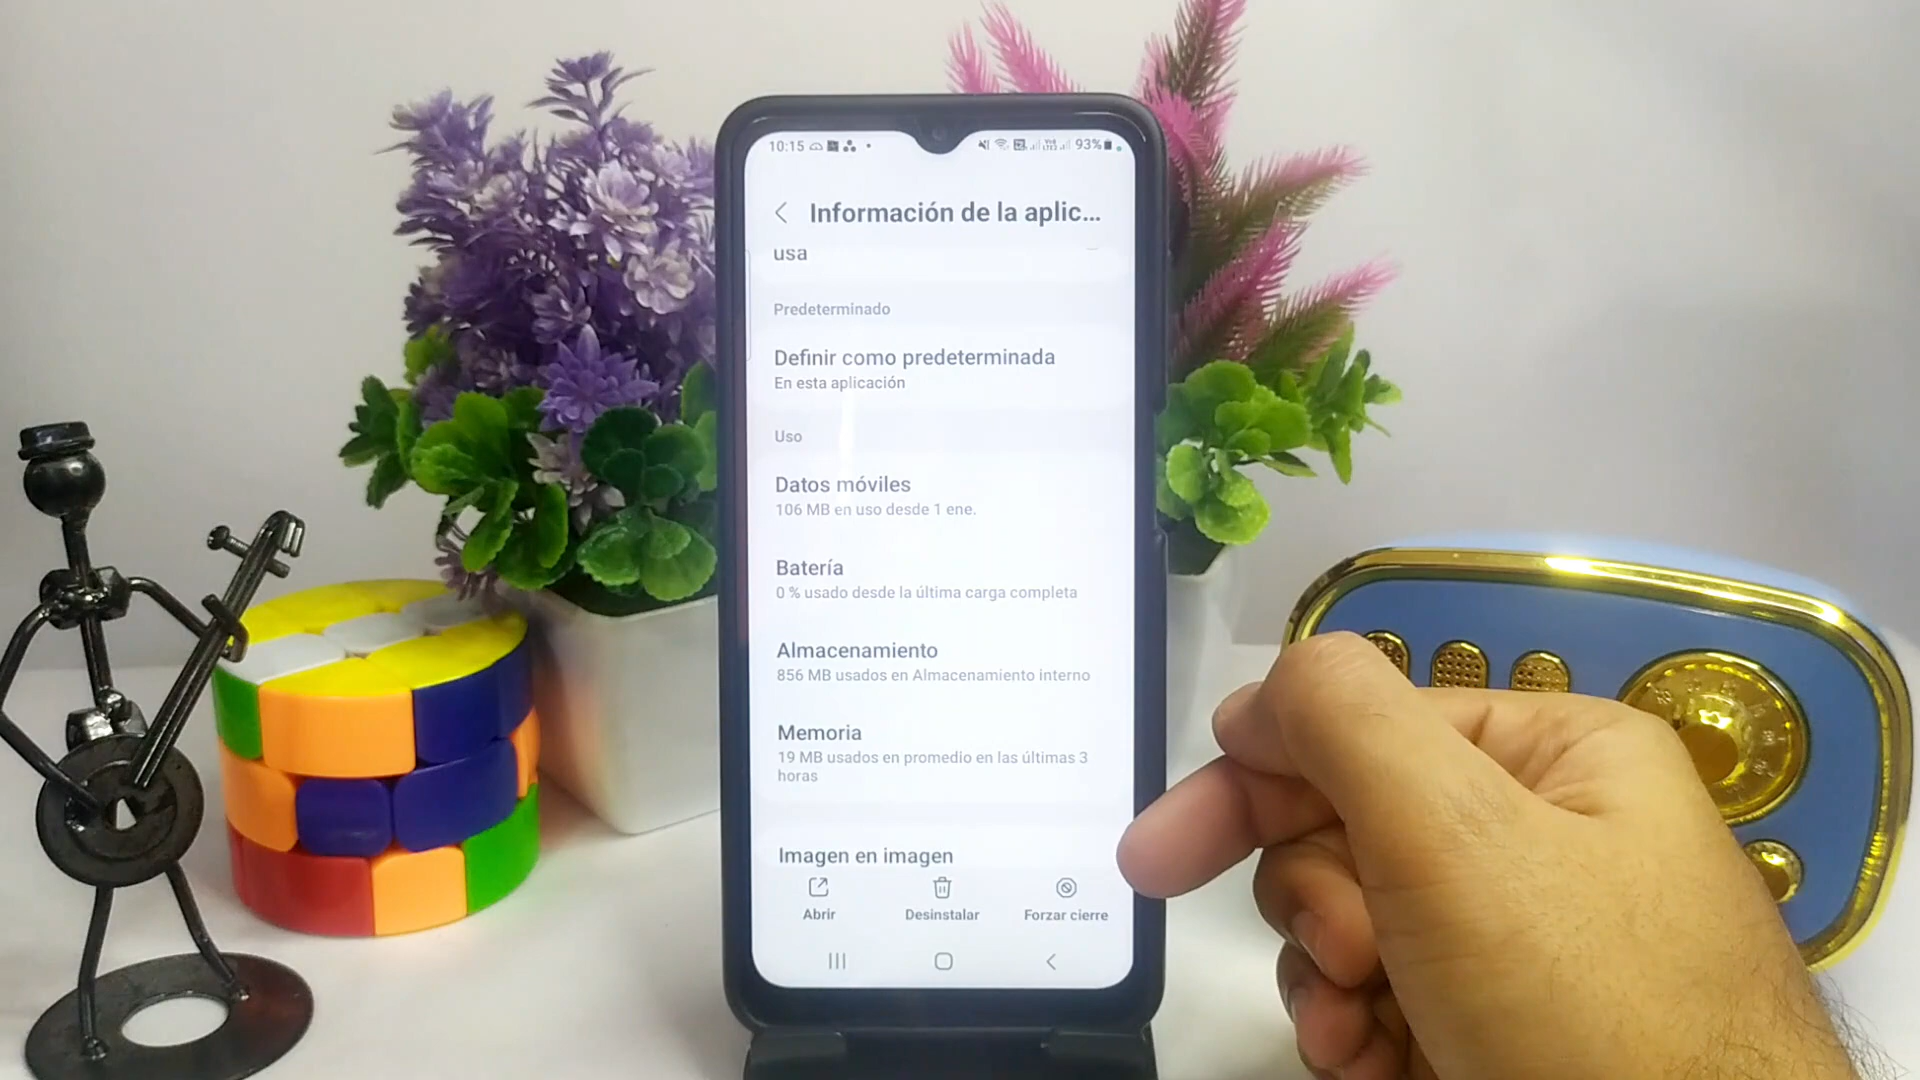 10:15
93%
Información de la aplic...
usa
Predeterminado
Definir como predeterminada
En esta aplicación
Uso
Datos móviles
106 MB en uso desde 1 ene.
Batería
0 % usado desde la última carga completa
Almacenamiento
856 MB usados en Almacenamiento interno
Memoria
19 MB usados en promedio en las últimas 3
horas
Imagen en imagen
Abrir
Desinstalar
Forzar cierre